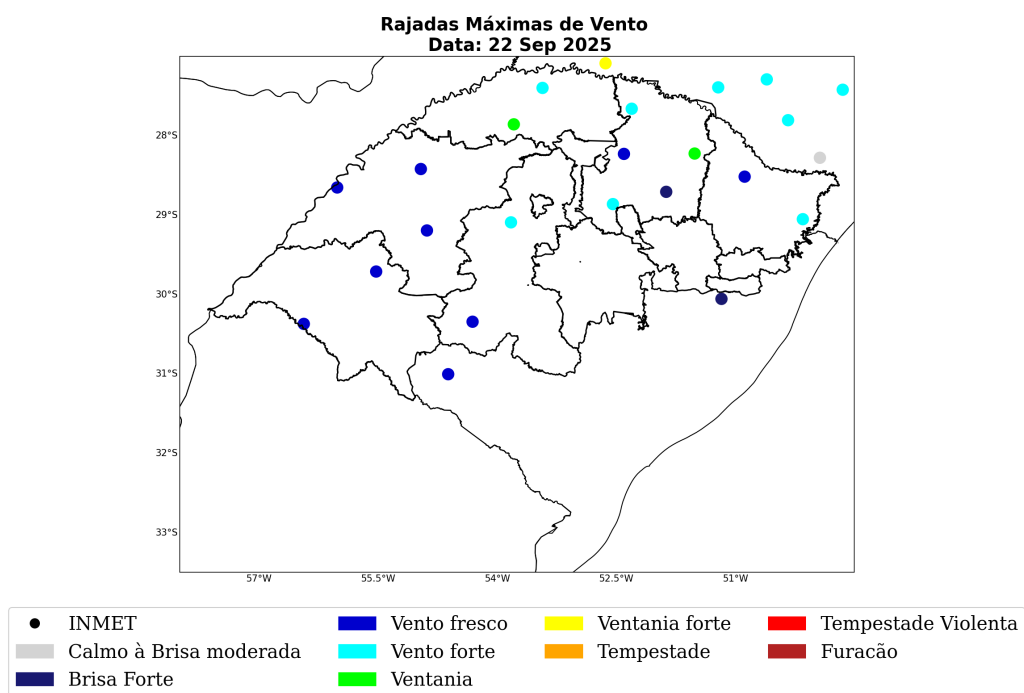 Rajadas Máximas de Vento
Data: 22 Sep 2025
28°S
29°S
30°S
31°S
32°S
33°S
57°W 55.5°W 54°W 52.5°W 51°W
INMET Vento fresco Ventania forte Tempestade Violenta
Calmo à Brisa moderada Vento forte Tempestade Furacão
Brisa Forte Ventania